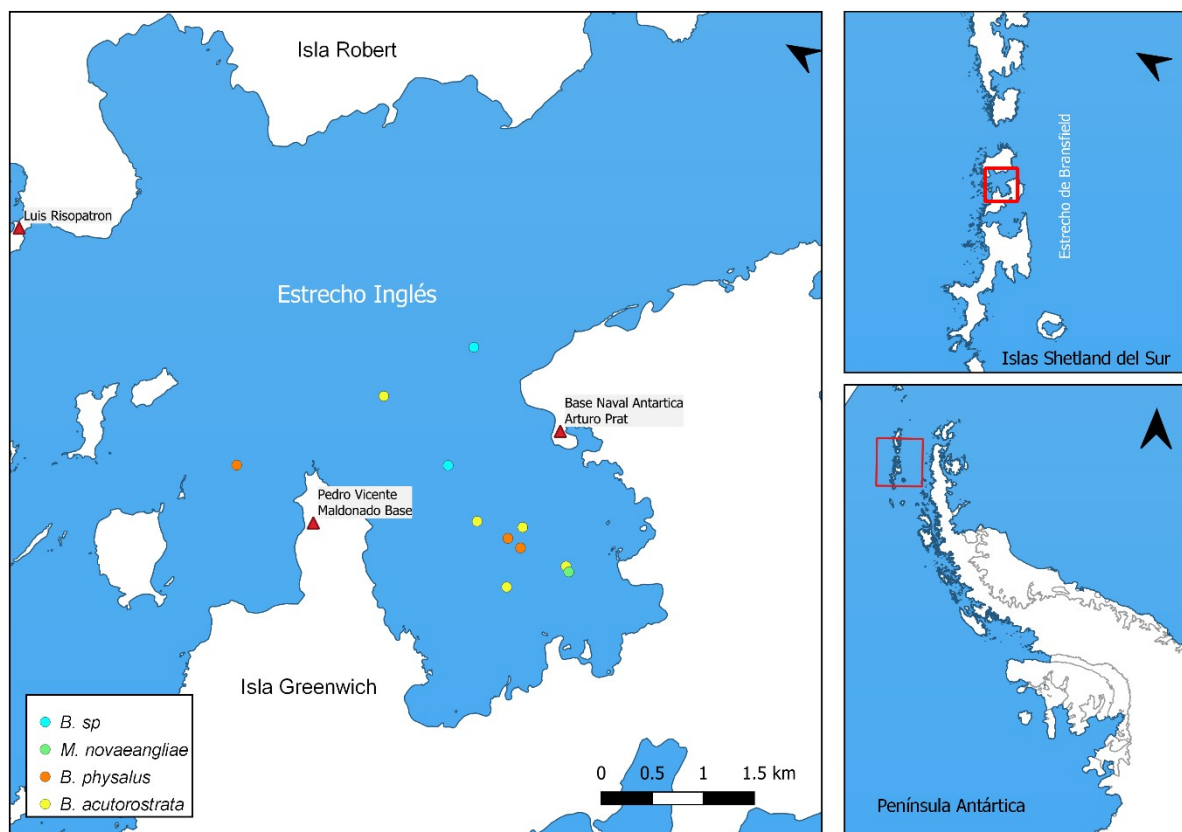 Isla Robert
Luis Risopatron
Estrecho Inglés
Base Naval Antartica
Arturo Prat
Pedro Vicente
Maldonado Base
Isla Greenwich
B. sp
M. novaeangliae
B. physalus
B. acutorostrata
0 0.5 1 1.5 km
Estrecho de Bransfield
Islas Shetland del Sur
Península Antártica